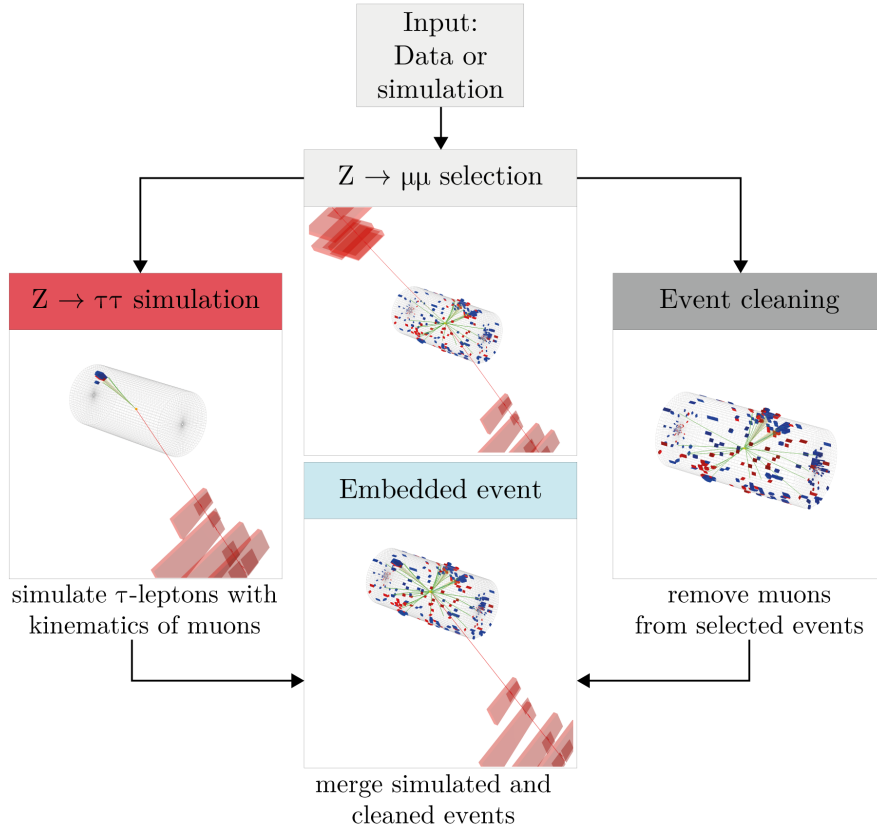 Input:
Data or
simulation
Z → μμ selection
Z → ττ simulation
Event cleaning
Embedded event
simulate τ-leptons with
kinematics of muons
remove muons
from selected events
merge simulated and
cleaned events